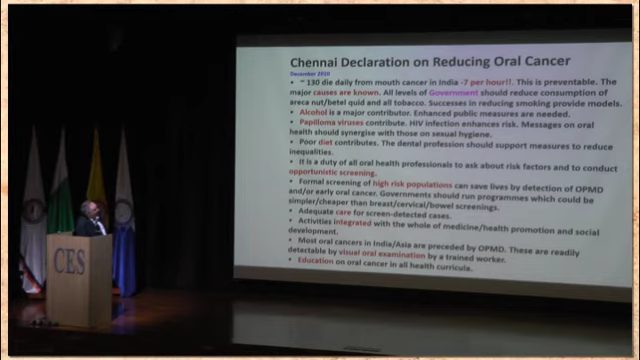 Chennai Declaration on Reducing Oral Cancer
December 2010
• ~ 130 die daily from mouth cancer in India -7 per hour!!. This is preventable. The
major causes are known. All levels of Government should reduce consumption of
areca nut/betel quid and all tobacco. Successes in reducing smoking provide models.
• Alcohol is a major contributor. Enhanced public measures are needed.
• Papilloma viruses contribute. HIV infection enhances risk. Messages on oral
health should synergise with those on sexual hygiene.
• Poor diet contributes. The dental profession should support measures to reduce
inequalities.
• It is a duty of all oral health professionals to ask about risk factors and to conduct
opportunistic screening.
• Formal screening of high risk populations can save lives by detection of OPMD
and/or early oral cancer. Governments should run programmes which could be
simpler/cheaper than breast/cervical/bowel screenings.
• Adequate care for screen-detected cases.
• Activities integrated with the whole of medicine/health promotion and social
development.
• Most oral cancers in India/Asia are preceded by OPMD. These are readily
detectable by visual oral examination by a trained worker.
• Education on oral cancer in all health curricula.
CES